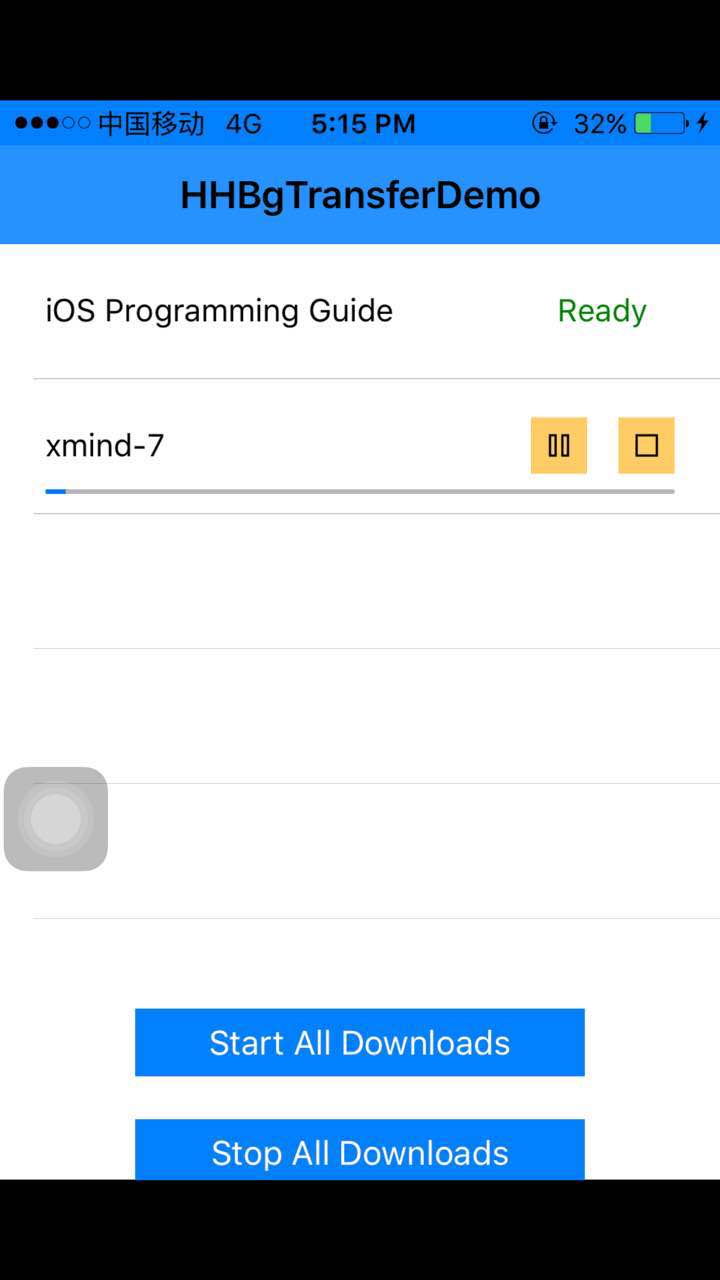 中国移动 4G 5:15 PM 32%
HHBgTransferDemo
iOS Programming Guide Ready
xmind-7
Start All Downloads
Stop All Downloads